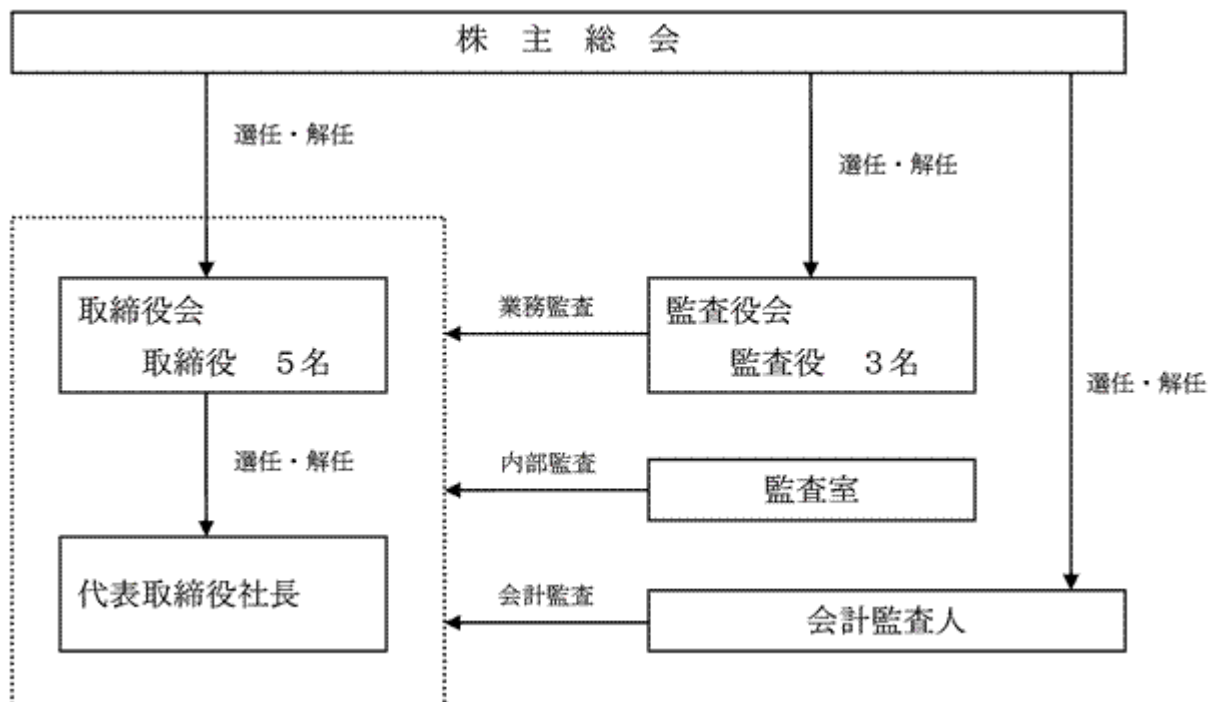 株　主　総　会
選任・解任
選任・解任
取締役会
取締役　５名
業務監査
監査役会
監査役　３名
選任・解任
選任・解任
内部監査
監査室
代表取締役社長
会計監査
会計監査人